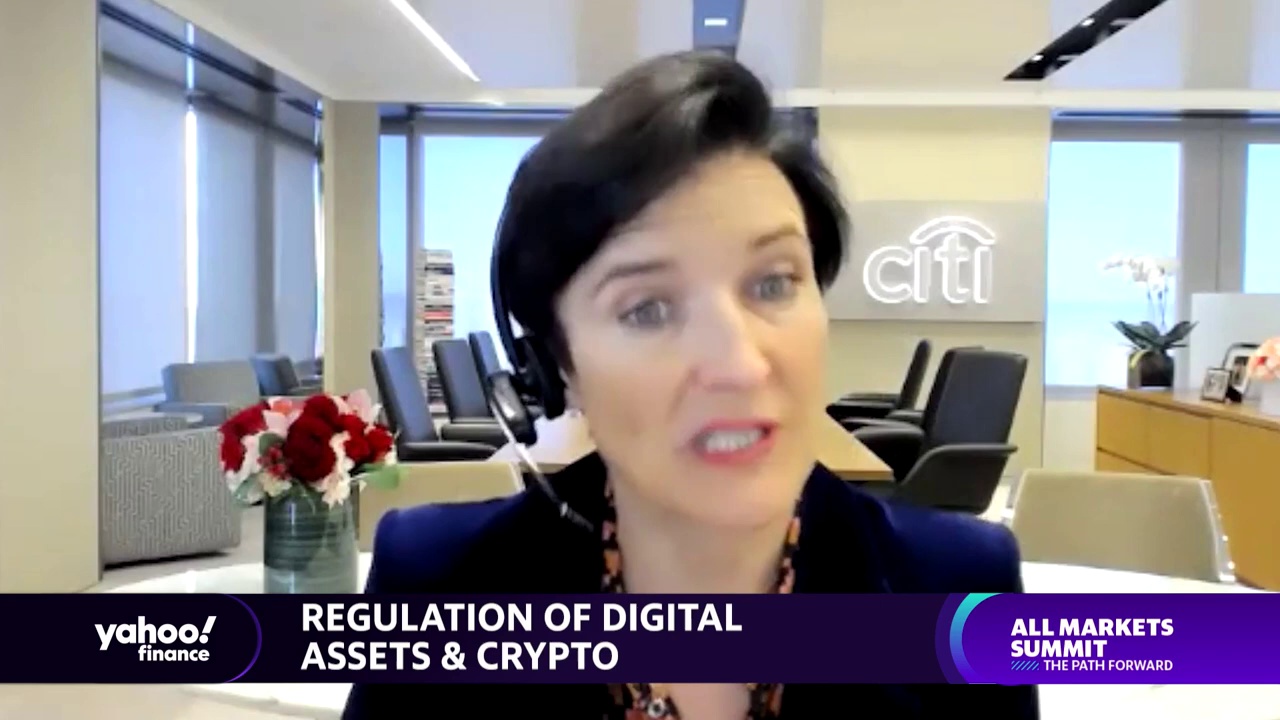 citi
yahoo!
finance
REGULATION OF DIGITAL
ASSETS & CRYPTO
ALL MARKETS
SUMMIT
THE PATH FORWARD